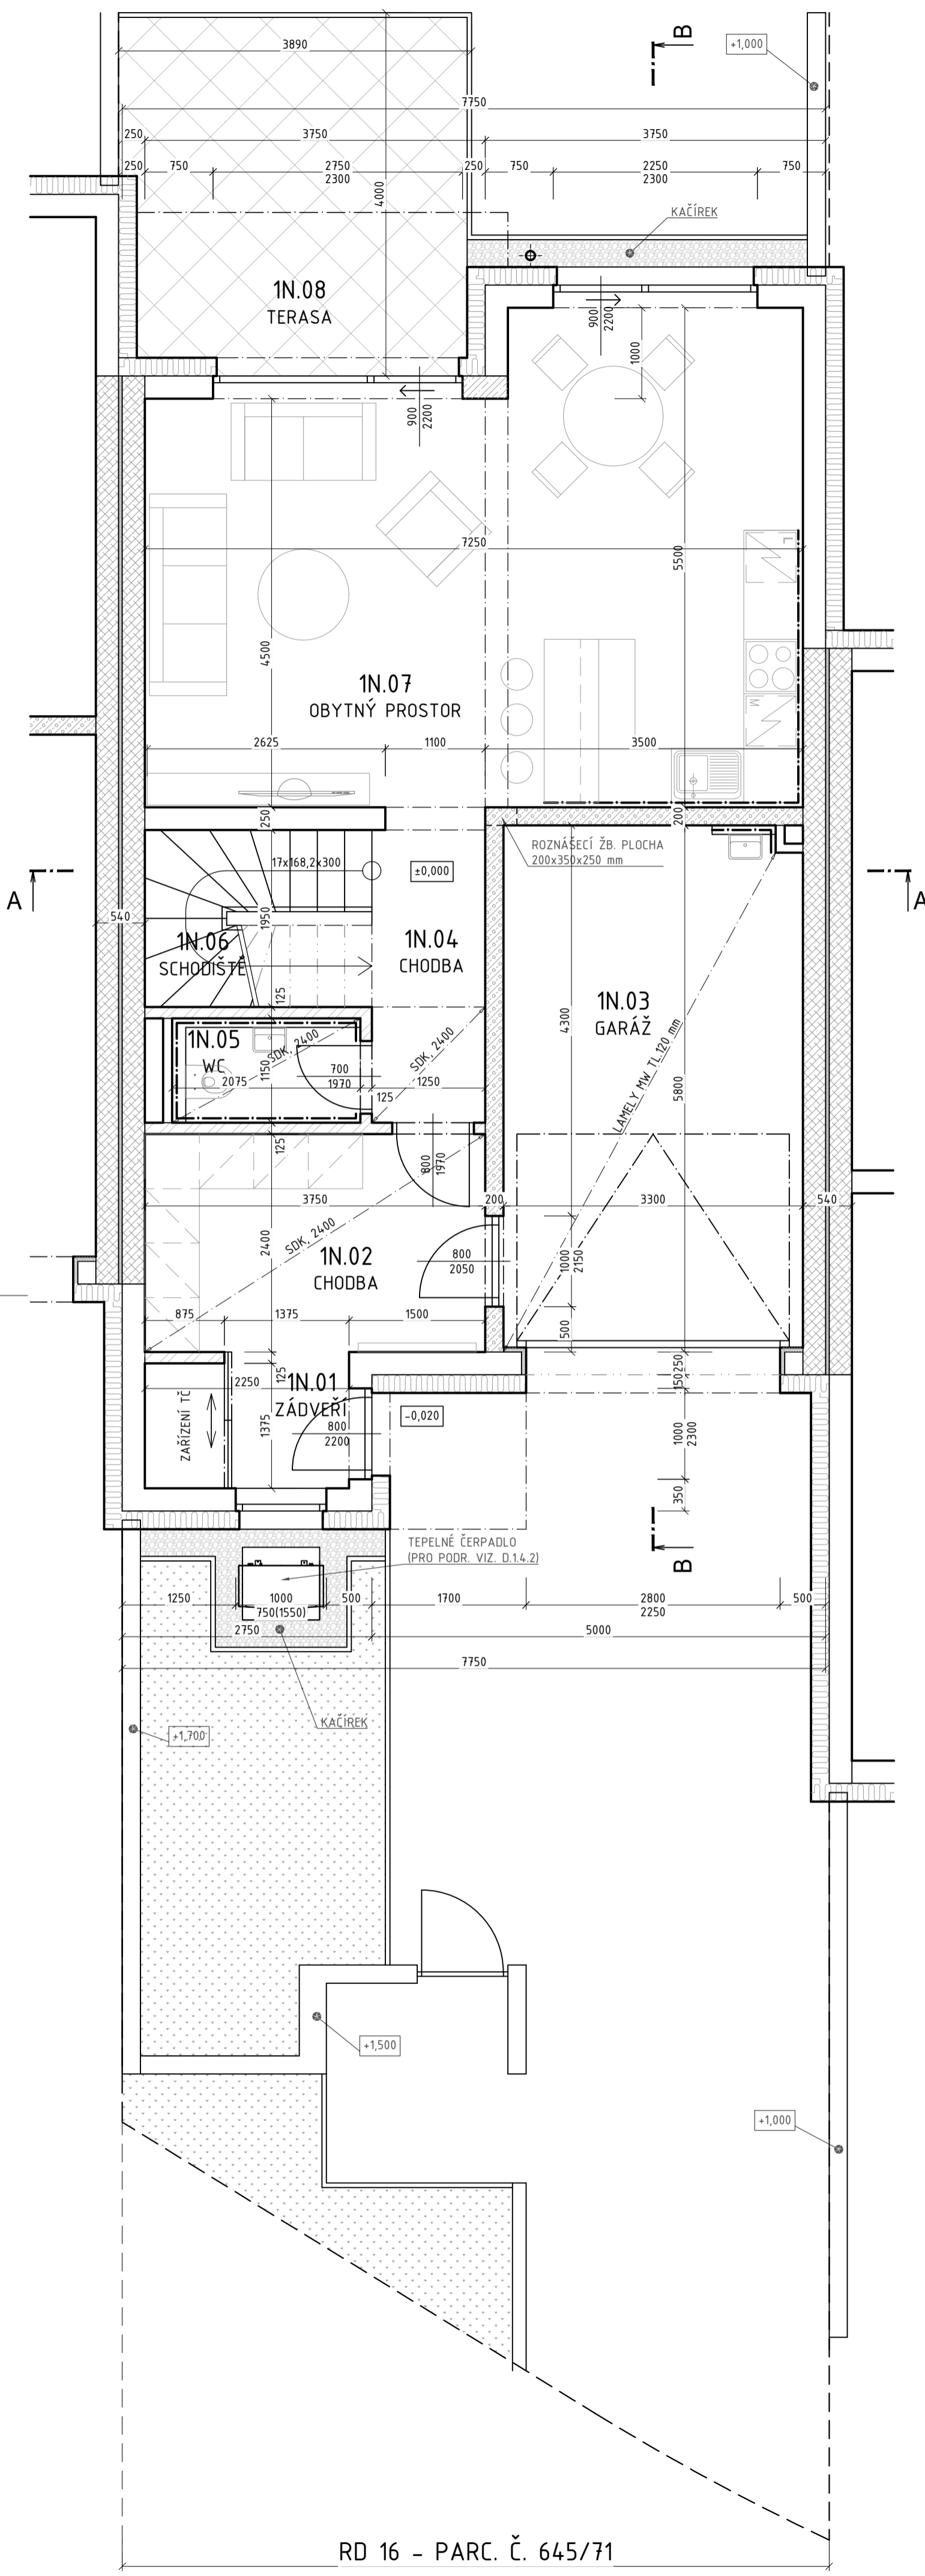 3890
B
+1,000
7750
250
3750
3750
250
750
2750
2300
250
750
2250
2300
750
4000
KAČÍREK
1N.08
TERASA
900
2200
1000
900
2200
7250
5500
L
4500
1N.07
OBYTNÝ PROSTOR
M
2625
1100
3500
250
200
ROZNÁŠECÍ ŽB. PLOCHA
200x350x250 mm
17x168,2x300
±0,000
A
A
540
1950
1N.06
SCHODIŠTĚ
1N.04
CHODBA
125
1N.03
GARÁŽ
4300
5800
LAMELY MW TL.120 mm
1N.05
WC
SDK, 2400
SDK, 2400
1150
2075
700
1970
125
1250
125
800
1970
3750
200
3300
540
SDK, 2400
2400
1N.02
CHODBA
800
2050
1000
2150
875
1375
1500
500
125
2250
1N.01
ZÁDVEŘÍ
250
150
ZAŘÍZENÍ TČ
1375
800
2200
-0,020
1000
2300
350
B
TEPELNÉ ČERPADLO
(PRO PODR. VIZ. D.1.4.2)
1250
1000
750(1550)
500
1700
2800
2250
500
2750
5000
7750
KAČÍREK
+1,700
+1,500
+1,000
RD 16 - PARC. Č. 645/71